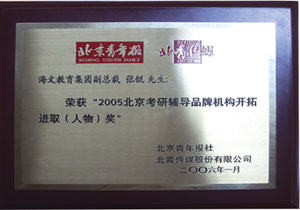 北京青年报
BEIJING YOUTH DAILY
海文教育集团副总裁 张锐 先生:
荣获“2005北京考研辅导品牌机构开拓
进取(人物)奖”
北京青年报社
北青传媒股份有限公司
二〇〇六年一月